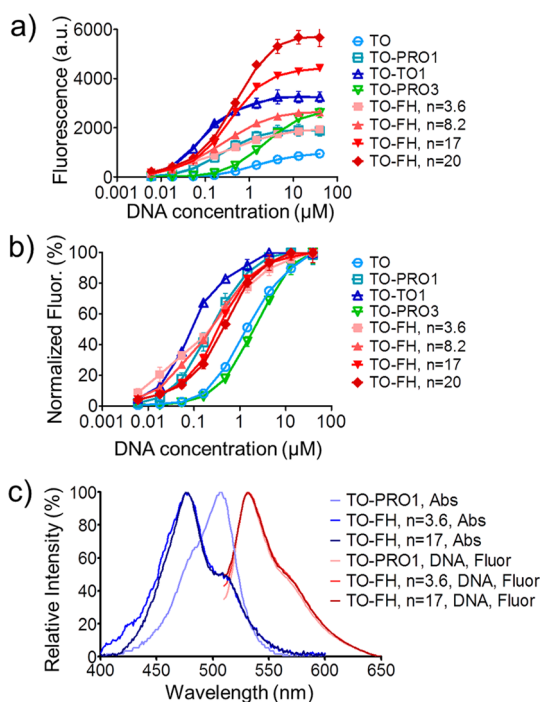 a)
6000
4000
2000
0
Fluorescence (a.u.)
0.001 0.01 0.1 1 10 100
DNA concentration (µM)
TO
TO-PRO1
TO-TO1
TO-PRO3
TO-FH, n=3.6
TO-FH, n=8.2
TO-FH, n=17
TO-FH, n=20
b)
100
80
60
40
20
0
Normalized Fluor. (%)
0.001 0.01 0.1 1 10 100
DNA concentration (µM)
TO
TO-PRO1
TO-TO1
TO-PRO3
TO-FH, n=3.6
TO-FH, n=8.2
TO-FH, n=17
TO-FH, n=20
c)
100
80
60
40
20
0
Relative Intensity (%)
400 450 500 550 600 650
Wavelength (nm)
TO-PRO1, Abs
TO-FH, n=3.6, Abs
TO-FH, n=17, Abs
TO-PRO1, DNA, Fluor
TO-FH, n=3.6, DNA, Fluor
TO-FH, n=17, DNA, Fluor